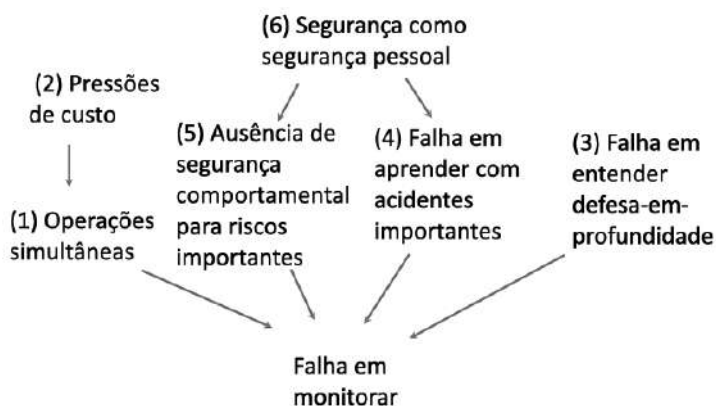 (6) Segurança como
segurança pessoal
(2) Pressões
de custo
(5) Ausência de
segurança
comportamental
para riscos
importantes
(4) Falha em
aprender com
acidentes
importantes
(3) Falha em
entender
defesa-em-
profundidade
(1) Operações
simultâneas
Falha em
monitorar